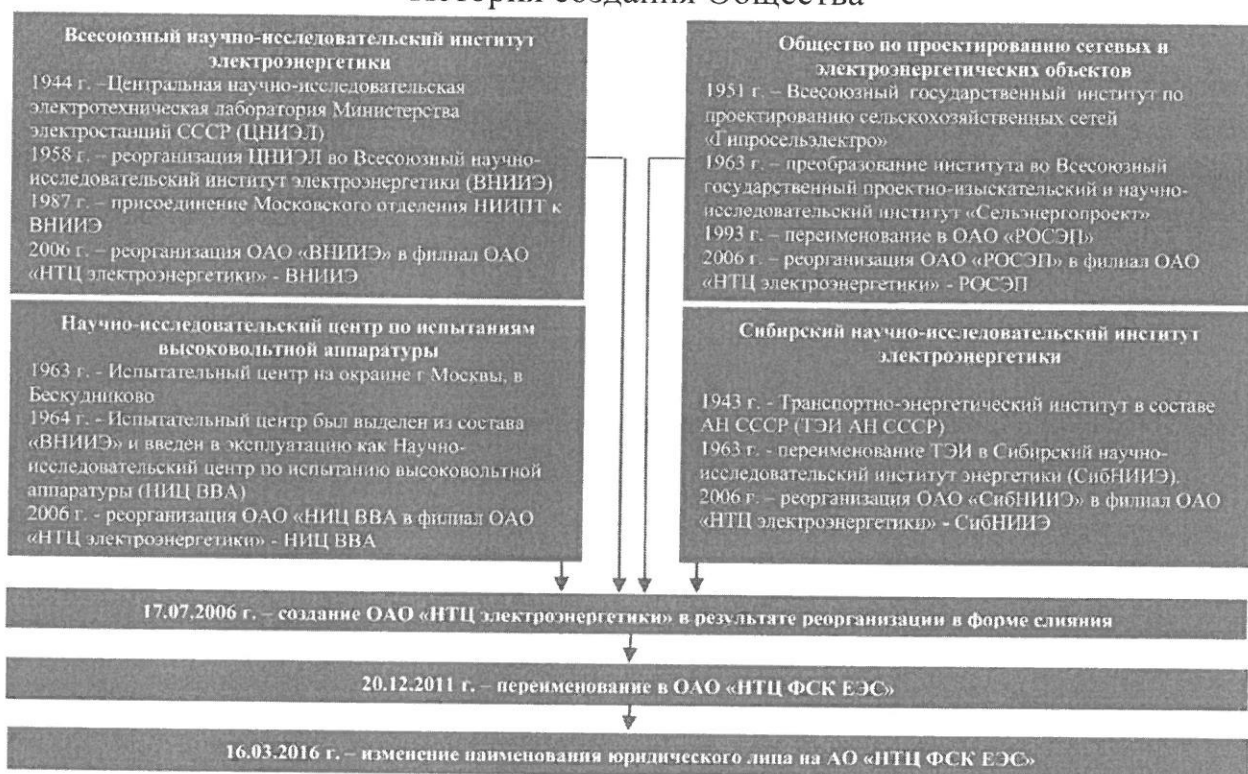 История создания Общества
Всесоюзный научно-исследовательский институт
электроэнергетики
1944 г. –Центральная научно-исследовательская
электротехническая лаборатория Министерства
электростанций СССР (ЦНИЭЛ)
1958 г. – реорганизация ЦНИЭЛ во Всесоюзный научно-
исследовательский институт электроэнергетики (ВНИИЭ)
1987 г. – присоединение Московского отделения НИИПТ к
ВНИИЭ
2006 г. – реорганизация ОАО «ВНИИЭ» в филиал ОАО
«НТЦ электроэнергетики» - ВНИИЭ
Общество по проектированию сетевых и
электроэнергетических объектов
1951 г. – Всесоюзный государственный институт по
проектированию сельскохозяйственных сетей
«Гипросельэлектро»
1963 г. – преобразование института во Всесоюзный
государственный проектно-изыскательский и научно-
исследовательский институт «Сельэнергопроект»
1993 г. – переименование в ОАО «РОСЭП»
2006 г. – реорганизация ОАО «РОСЭП» в филиал ОАО
«НТЦ электроэнергетики» - РОСЭП
Научно-исследовательский центр по испытаниям
высоковольтной аппаратуры
1963 г. - Испытательный центр на окраине г Москвы, в
Бескудниково
1964 г. - Испытательный центр был выделен из состава
«ВНИИЭ» и введен в эксплуатацию как Научно-
исследовательский центр по испытанию высоковольтной
аппаратуры (НИЦ ВВА)
2006 г. - реорганизация ОАО «НИЦ ВВА в филиал ОАО
«НТЦ электроэнергетики» - НИЦ ВВА
Сибирский научно-исследовательский институт
электроэнергетики
1943 г. - Транспортно-энергетический институт в составе
АН СССР (ТЭИ АН СССР)
1963 г. - переименование ТЭИ в Сибирский научно-
исследовательский институт энергетики (СибНИИЭ).
2006 г. – реорганизация ОАО «СибНИИЭ» в филиал ОАО
«НТЦ электроэнергетики» - СибНИИЭ
17.07.2006 г. – создание ОАО «НТЦ электроэнергетики» в результате реорганизации в форме слияния
20.12.2011 г. – переименование в ОАО «НТЦ ФСК ЕЭС»
16.03.2016 г. – изменение наименования юридического лица на АО «НТЦ ФСК ЕЭС»